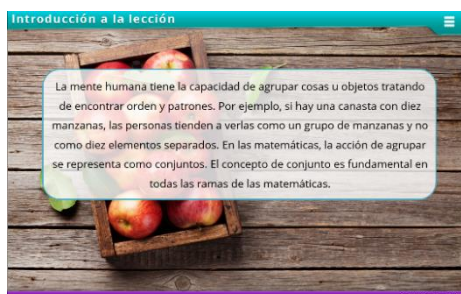 Introducción a la lección
La mente humana tiene la capacidad de agrupar cosas u objetos tratando
de encontrar orden y patrones. Por ejemplo, si hay una canasta con diez
manzanas, las personas tienden a verlas como un grupo de manzanas y no
como diez elementos separados. En las matemáticas, la acción de agrupar
se representa como conjuntos. El concepto de conjunto es fundamental en
todas las ramas de las matemáticas.